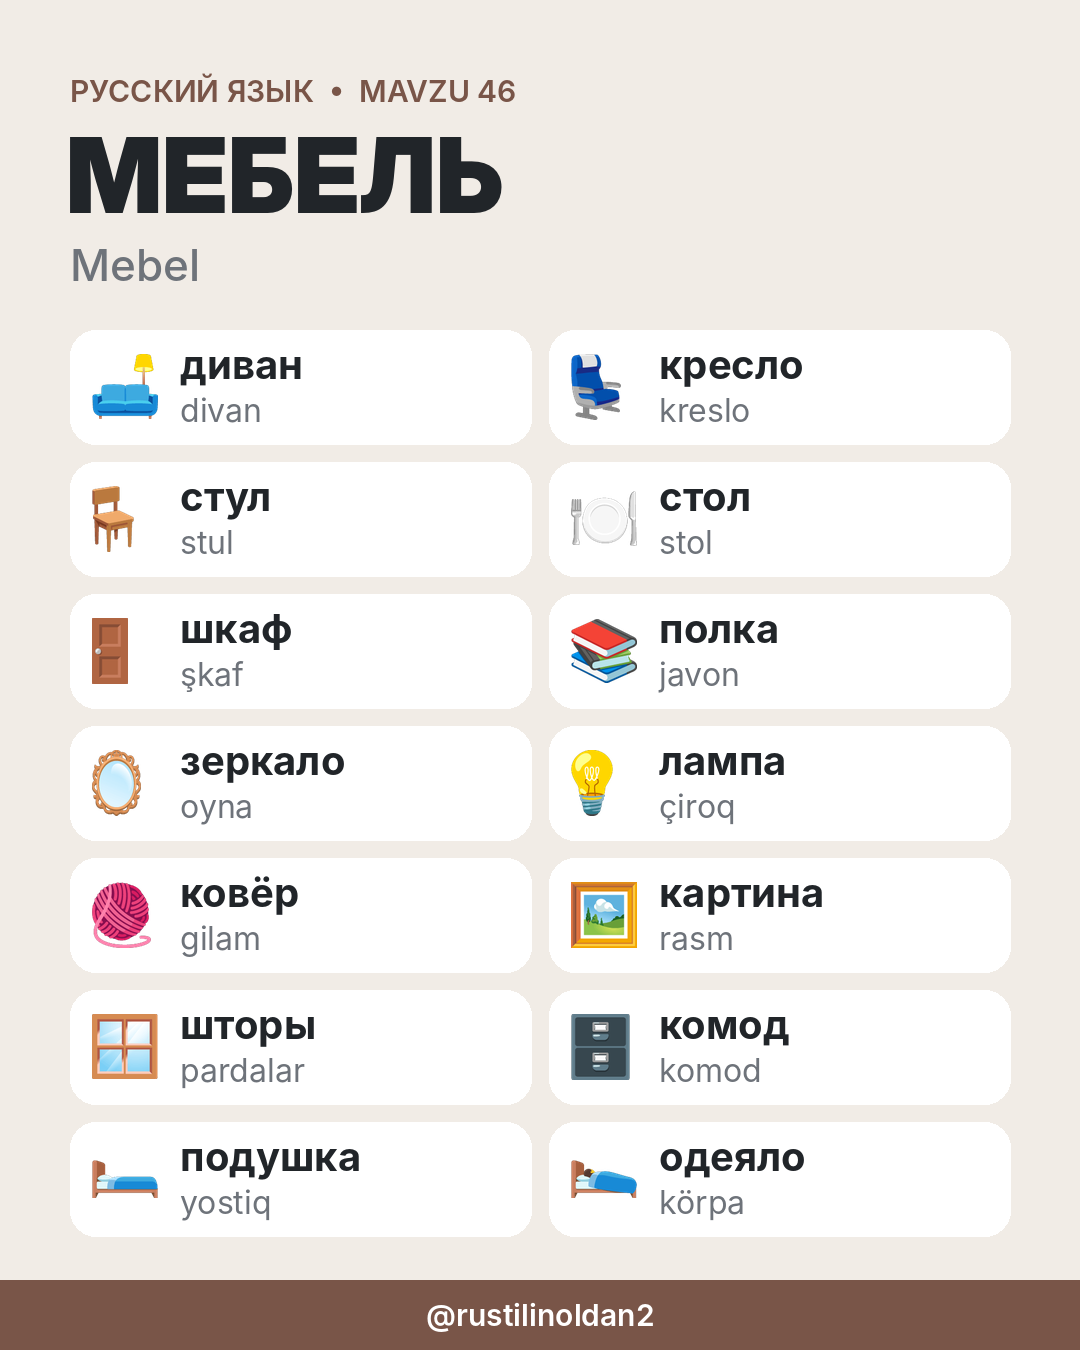 РУССКИЙ ЯЗЫК • MAVZU 46
МЕБЕЛЬ
Mebel
диван
divan
кресло
kreslo
стул
stul
стол
stol
шкаф
şkaf
полка
javon
зеркало
oyna
лампа
çiroq
ковёр
gilam
картина
rasm
шторы
pardalar
комод
komod
подушка
yostiq
одеяло
körpa
@rustilinoldan2